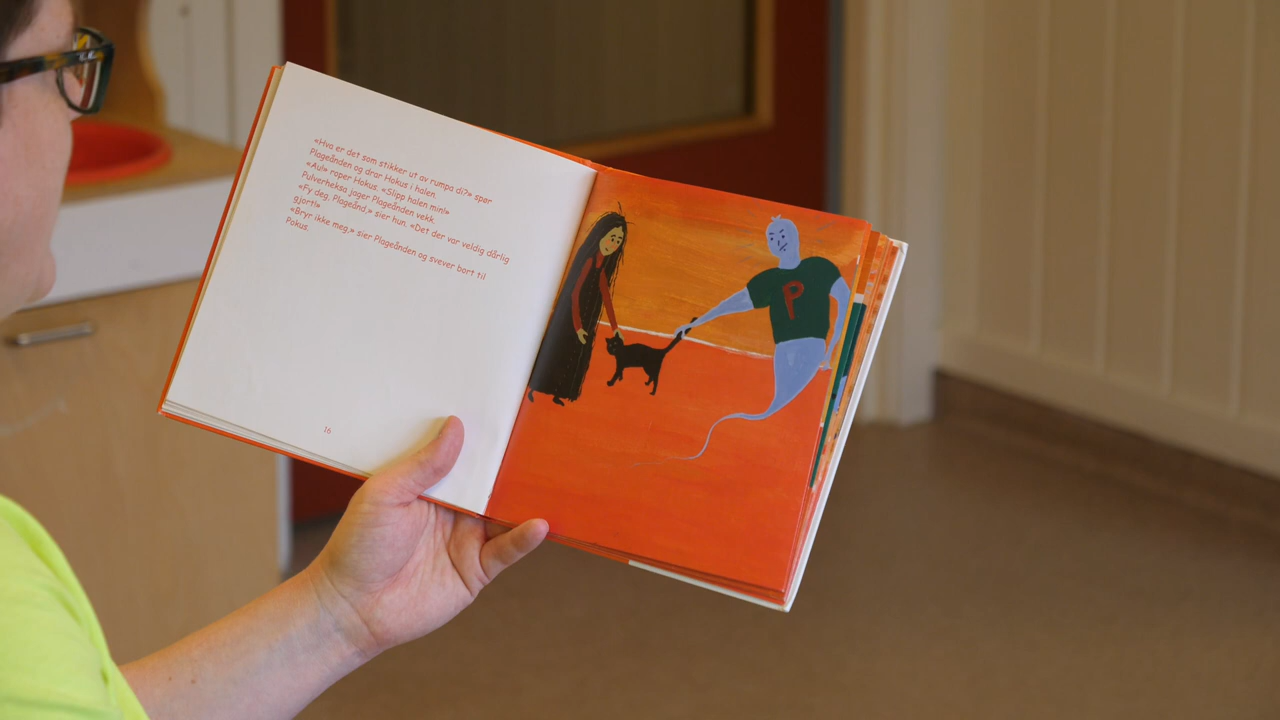 «Hva er det som stikker ut av rumpa di?» spør
Plageånden og drar Hokus i halen.
«Au!» roper Hokus. «Slipp halen min!»
Pulverheksa jager Plageånden vekk.
«Fy deg, Plageånd,» sier hun. «Det der var veldig dårlig
gjort!»
«Bryr ikke meg,» sier Plageånden og svever bort til
Pokus.
16
P